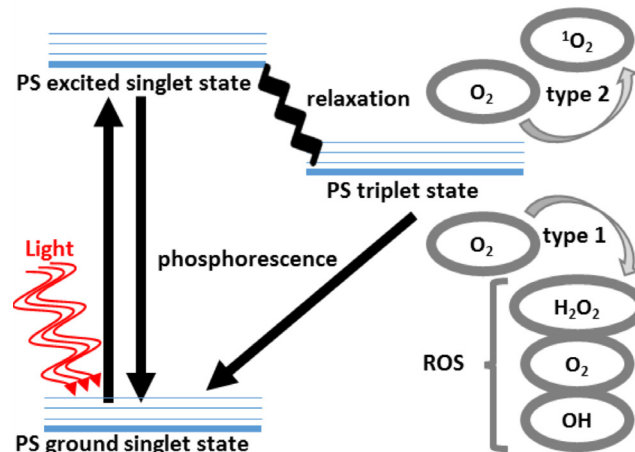 ¹O₂
PS excited singlet state
O₂
type 2
relaxation
PS triplet state
Light
phosphorescence
O₂
type 1
H₂O₂
ROS
O₂
OH
PS ground singlet state